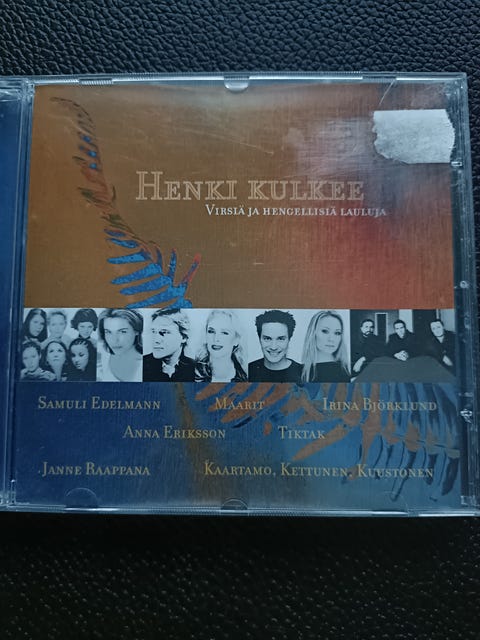 HENKI KULKEE
VIRSIÄ JA HENGELLISIÄ LAULUJA
SAMULI EDELMANN MAARIT IRINA BJÖRKLUND
ANNA ERIKSSON TIKTAK
JANNE RAAPPANA KAARTAMO, KETTUNEN, KUUSTONEN